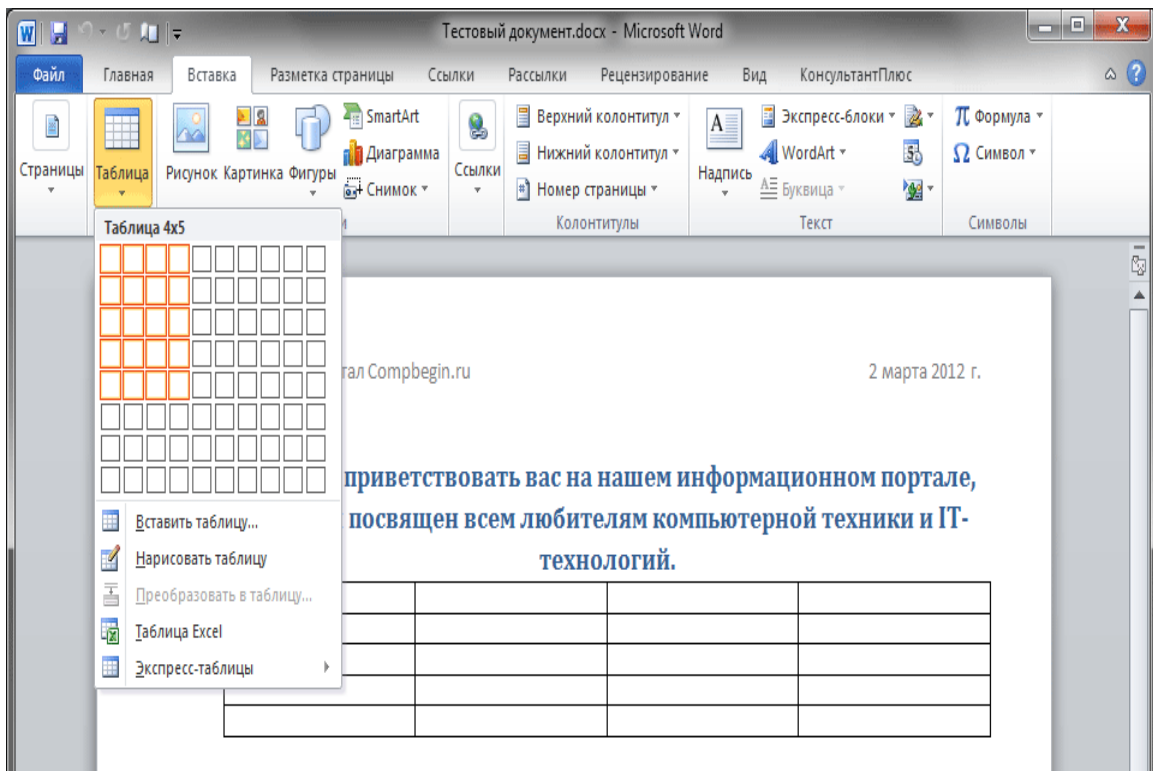 Тестовый документ.docx - Microsoft Word
Файл Главная Вставка Разметка страницы Ссылки Рассылки Рецензирование Вид КонсультантПлюс
Страницы Таблица Рисунок Картинка Фигуры SmartArt Диаграмма Снимок Ссылки Верхний колонтитул Нижний колонтитул Номер страницы Надпись Экспресс-блоки WordArt Буквица Формула Символ
Колонтитулы Текст Символы
Таблица 4x5
Вставить таблицу...
Нарисовать таблицу
Преобразовать в таблицу...
Таблица Excel
Экспресс-таблицы
Compbegin.ru 2 марта 2012 г.
приветствовать вас на нашем информационном портале,
посвящен всем любителям компьютерной техники и IT-
технологий.